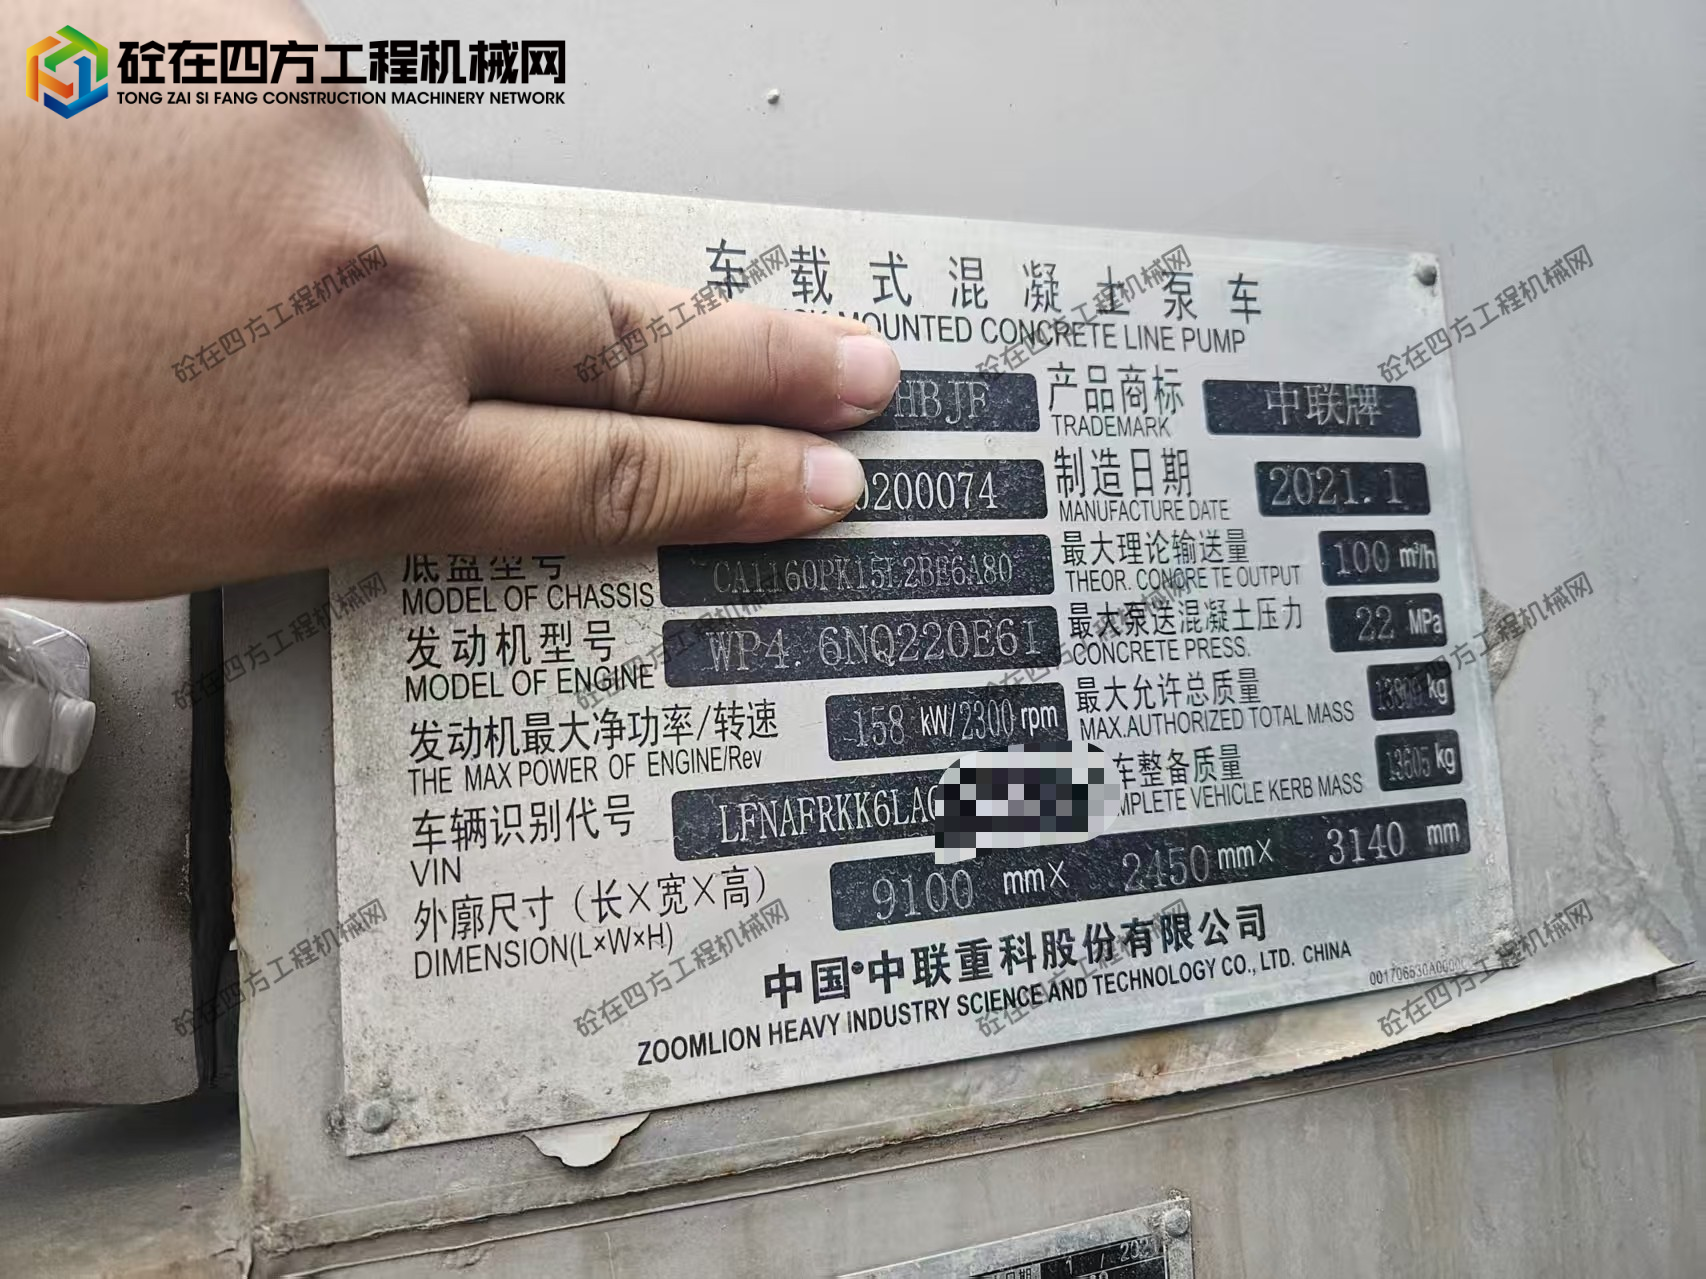 砼在四方工程机械网
TONG ZAI SI FANG CONSTRUCTION MACHINERY NETWORK
车载式混凝土泵车
MOUNTED CONCRETE LINE PUMP
HBJF 产品商标 中联牌
TRADEMARK
0200074 制造日期 2021.1
MANUFACTURE DATE
底盘型号 CA1160PK15L2BE6A80 最大理论输送量 100 m³/h
MODEL OF CHASSIS THEOR. CONCRETE OUTPUT
发动机型号 WP4.6NQ220E61 最大泵送混凝土压力 22 MPa
MODEL OF ENGINE CONCRETE PRESS.
发动机最大净功率/转速 158 kW/2300 rpm 最大允许总质量 kg
THE MAX POWER OF ENGINE/Rev MAX.AUTHORIZED TOTAL MASS
车辆识别代号 LFNAFRKK6LA 车整备质量 13605 kg
VIN VEHICLE KERB MASS
外廓尺寸（长×宽×高） 9100 mm× 2450 mm× 3140 mm
DIMENSION(L×W×H)
中国·中联重科股份有限公司
ZOOMLION HEAVY INDUSTRY SCIENCE AND TECHNOLOGY CO., LTD. CHINA